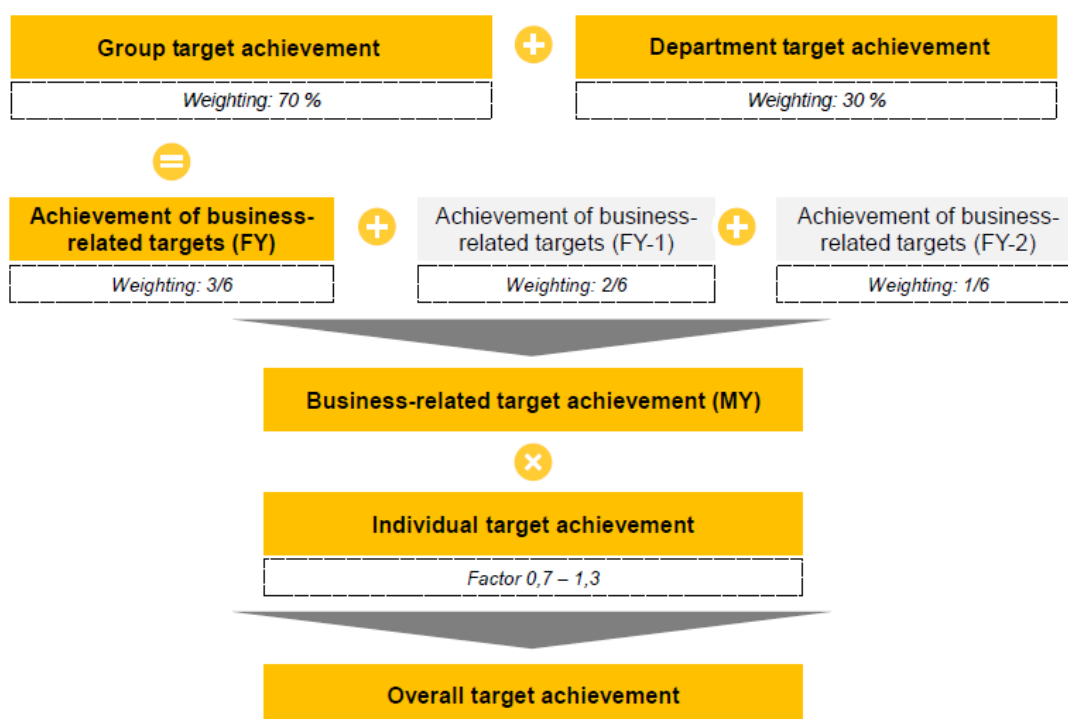 Group target achievement
+
Department target achievement
Weighting: 70 %
Weighting: 30 %
=
Achievement of business-
related targets (FY)
+
Achievement of business-
related targets (FY-1)
+
Achievement of business-
related targets (FY-2)
Weighting: 3/6
Weighting: 2/6
Weighting: 1/6
Business-related target achievement (MY)
×
Individual target achievement
Factor 0,7 – 1,3
Overall target achievement